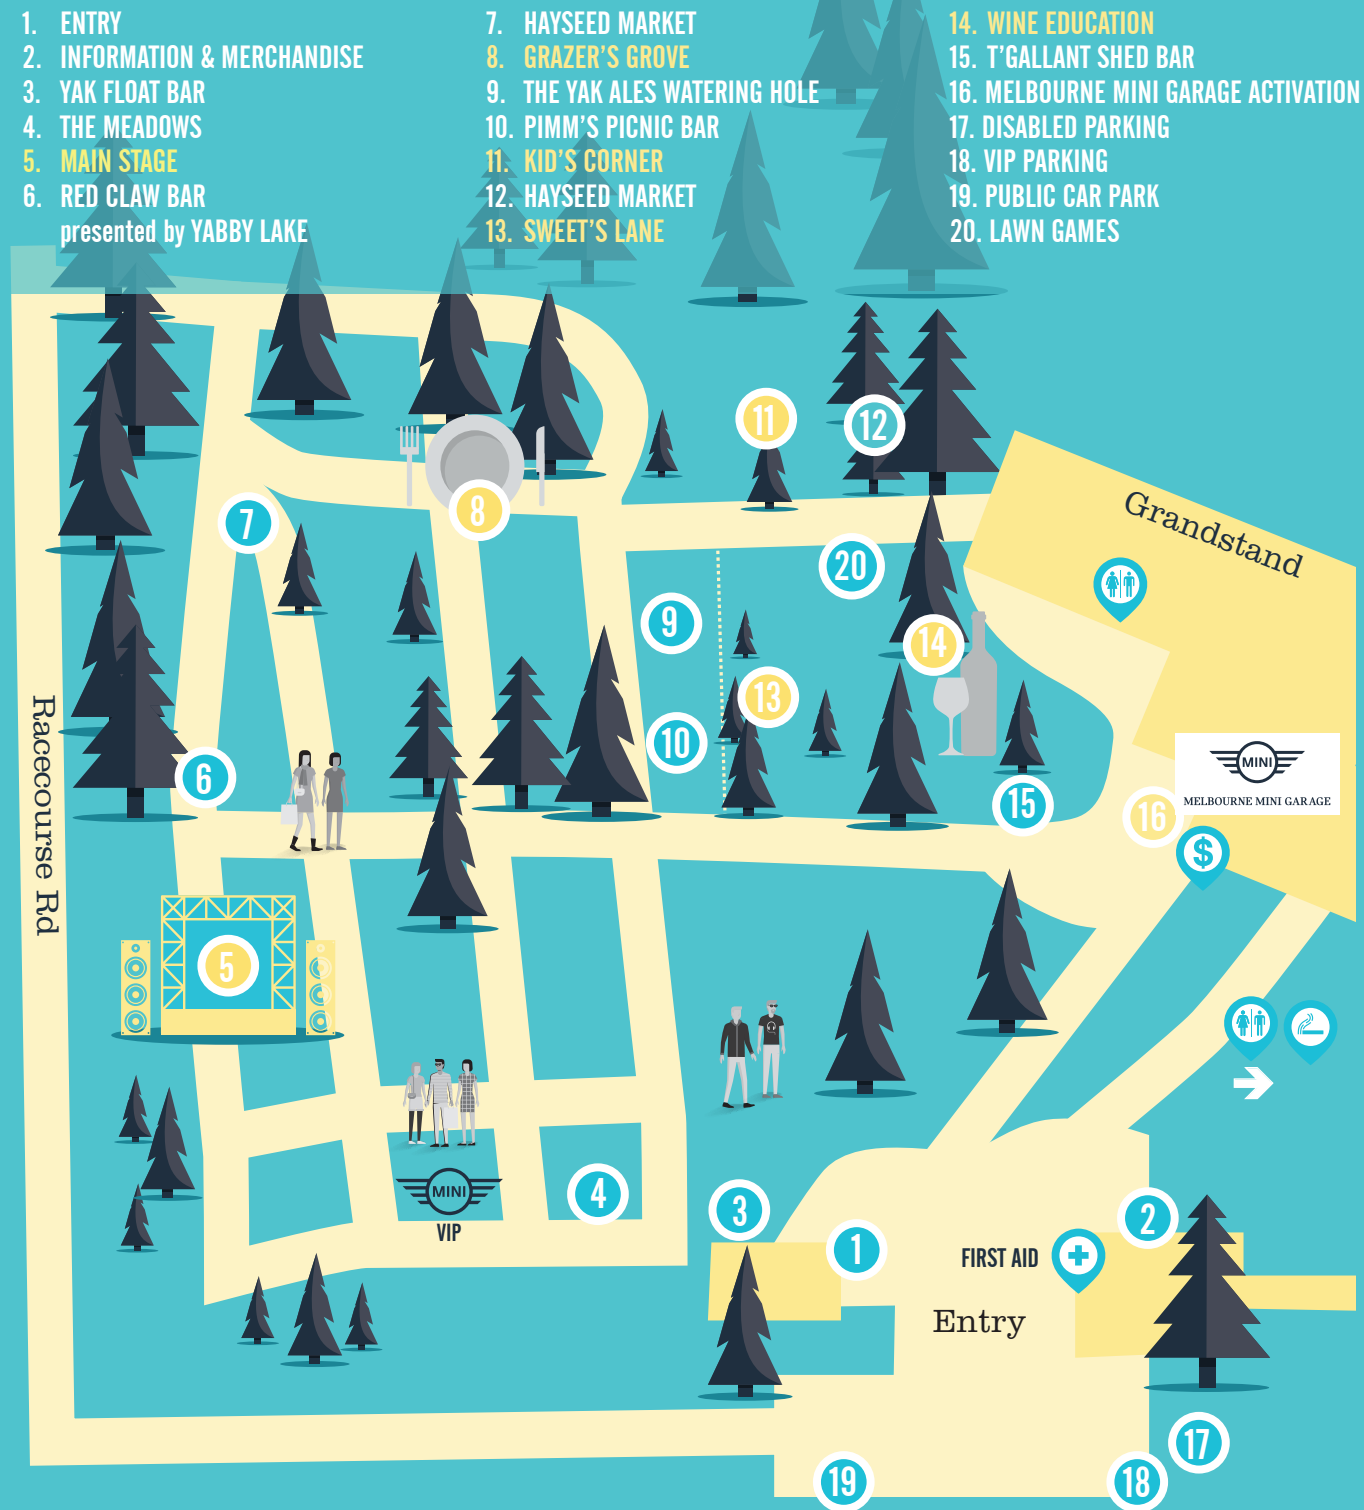 1. ENTRY
2. INFORMATION & MERCHANDISE
3. YAK FLOAT BAR
4. THE MEADOWS
5. MAIN STAGE
6. RED CLAW BAR
presented by YABBY LAKE
7. HAYSEED MARKET
8. GRAZER'S GROVE
9. THE YAK ALES WATERING HOLE
10. PIMM'S PICNIC BAR
11. KID'S CORNER
12. HAYSEED MARKET
13. SWEET'S LANE
14. WINE EDUCATION
15. T'GALLANT SHED BAR
16. MELBOURNE MINI GARAGE ACTIVATION
17. DISABLED PARKING
18. VIP PARKING
19. PUBLIC CAR PARK
20. LAWN GAMES
11
12
Grandstand
8
7
20
9
14
13
10
Racecourse Rd
6
MINI
MELBOURNE MINI GARAGE
15
16
$
5
MINI
VIP
4
3
2
1
FIRST AID
Entry
17
19
18